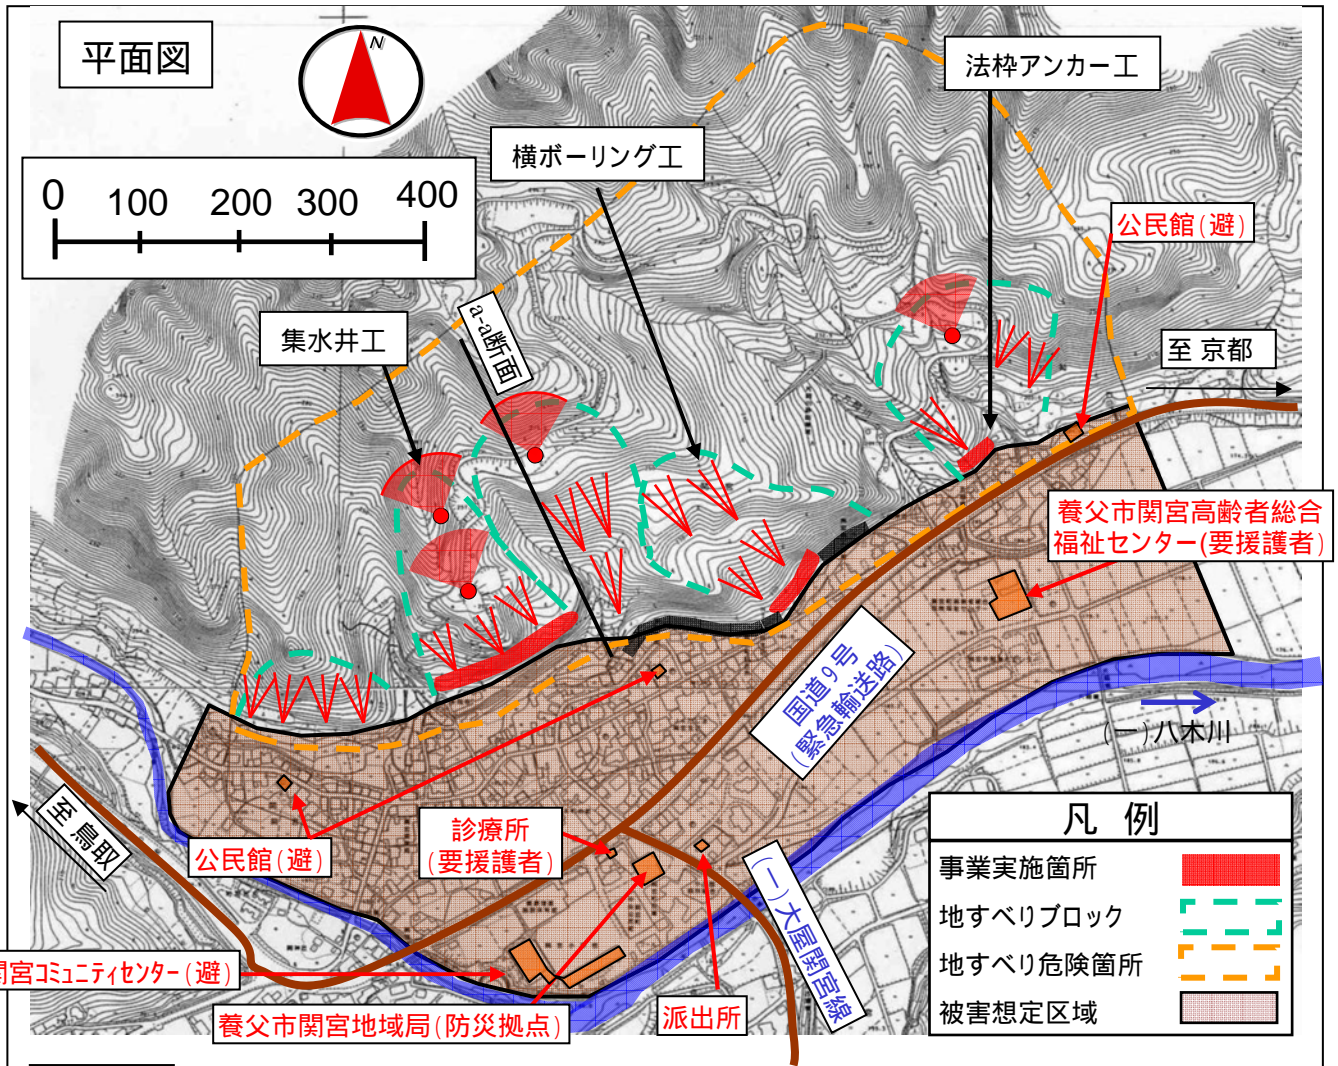 平面図
N
0 100 200 300 400
法枠アンカー工
横ボーリング工
公民館(避)
a-a断面
集水井工
至 京都
養父市関宮高齢者総合
福祉センター(要援護者)
国道9号
(緊急輸送路)
(一)八木川
至 鳥取
公民館(避)
診療所
(要援護者)
(一)大屋関宮線
宮コミュニティセンター(避)
養父市関宮地域局(防災拠点)
派出所
凡 例
事業実施箇所
地すべりブロック
地すべり危険箇所
被害想定区域